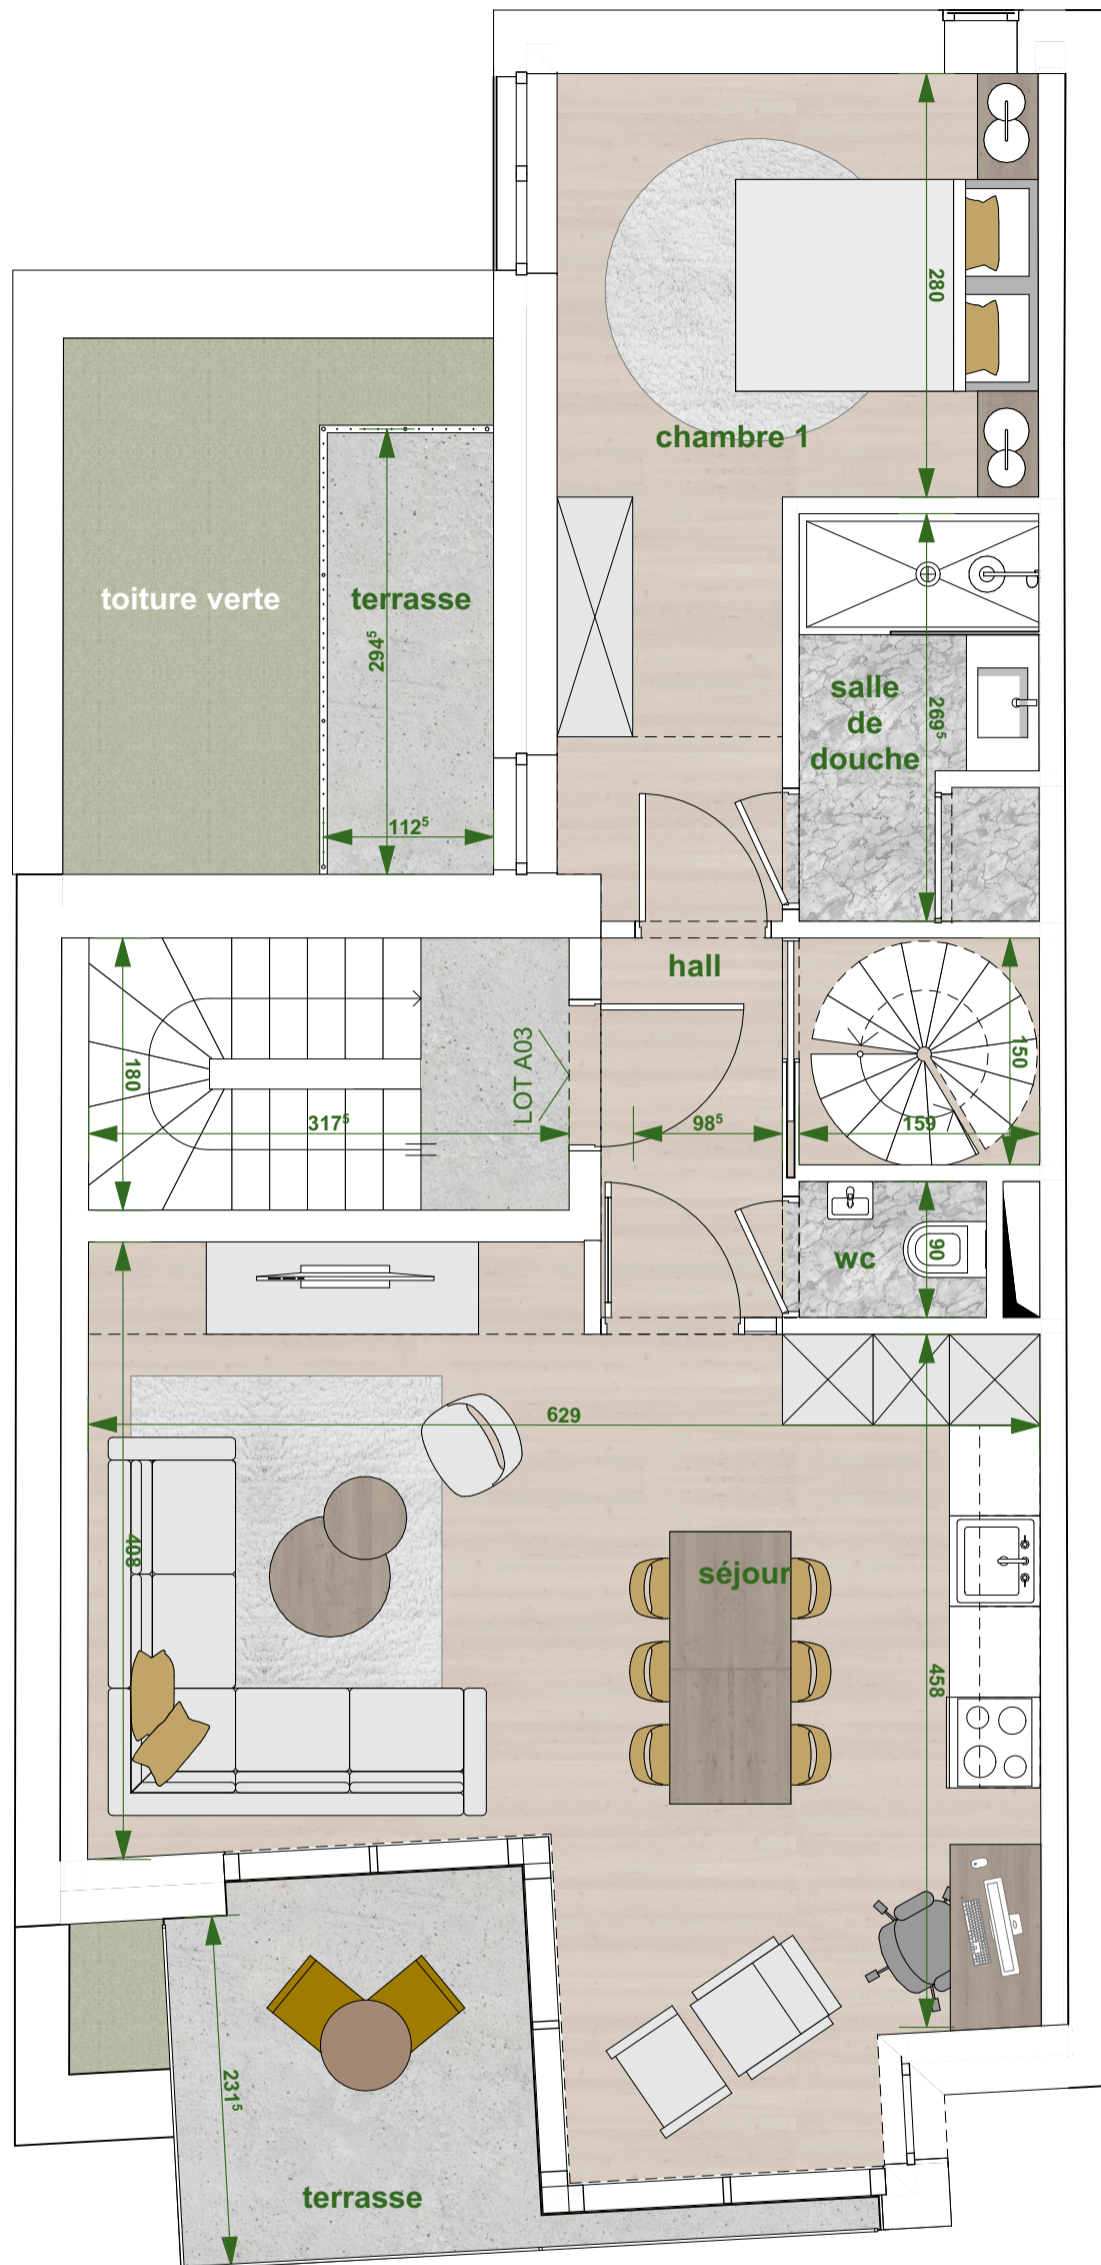 280
chambre 1
toiture verte
terrasse
294⁵
salle
de
douche
269⁵
112⁵
hall
LOT A03
180
317⁵
98⁵
150
159
wc
90
629
408
séjour
458
231⁵
terrasse